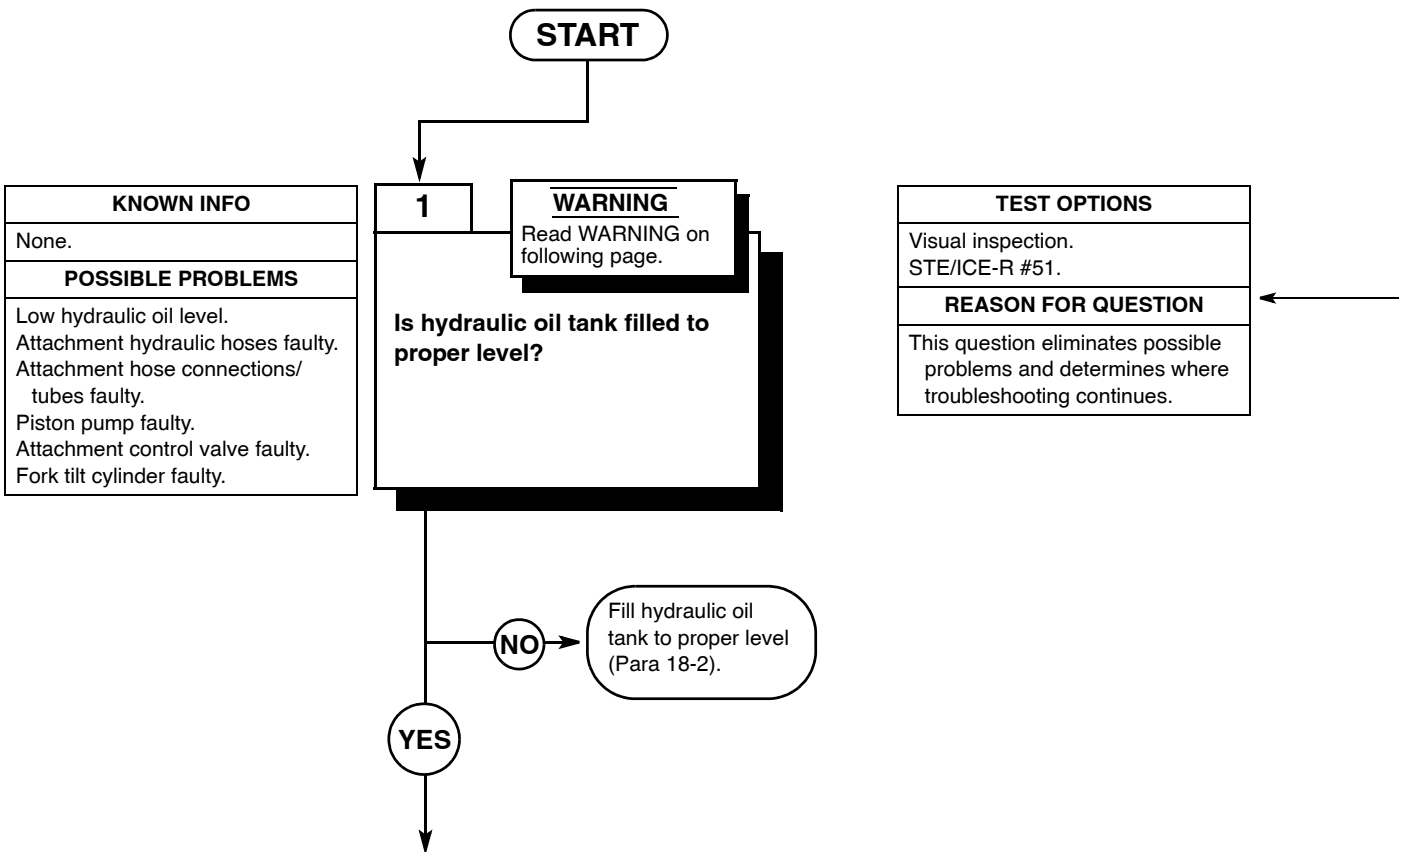 START
KNOWN INFO
None.
POSSIBLE PROBLEMS
Low hydraulic oil level.
Attachment hydraulic hoses faulty.
Attachment hose connections/
tubes faulty.
Piston pump faulty.
Attachment control valve faulty.
Fork tilt cylinder faulty.
1
WARNING
Read WARNING on
following page.
Is hydraulic oil tank filled to
proper level?
TEST OPTIONS
Visual inspection.
STE/ICE-R #51.
REASON FOR QUESTION
This question eliminates possible
problems and determines where
troubleshooting continues.
NO
Fill hydraulic oil
tank to proper level
(Para 18-2).
YES